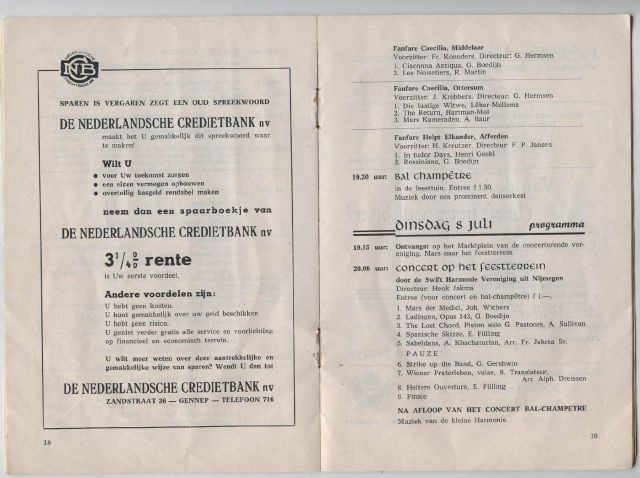 NCB
SPAREN IS VERGAREN ZEGT EEN OUD SPREEKWOORD
DE NEDERLANDSCHE CREDIETBANK nv
maakt het U gemakkelijk dit spreekwoord waar
te maken!
Wilt U
● voor Uw toekomst zorgen
● een eigen vermogen opbouwen
● overtollig kasgeld rendabel maken
neem dan een spaarboekje van
DE NEDERLANDSCHE CREDIETBANK nv
3 1/4 % rente
is Uw eerste voordeel.
Andere voordelen zijn:
U hebt geen kosten.
U kunt gemakkelijk over uw geld beschikken
U hebt geen risico.
U geniet verder gratis alle service en voorlichting
op financieel en economisch terrein.
U wilt meer weten over deze aantrekkelijke en
gemakkelijke wijze van sparen? Wendt U dan tot
DE NEDERLANDSCHE CREDIETBANK nv
ZANDSTRAAT 36 — GENNEP — TELEFOON 716
18
Fanfare Caecilia, Middelaar
Voorzitter: Fr. Koenders. Directeur: G. Hermsen
1. Ciaconna Antiqua, G. Boedijn
2. Les Noisetiers, R. Martin
Fanfare Caecilia, Ottersum
Voorzitter: J. Krebbers. Directeur: G. Hermsen
1. Die lustige Witwe, Léhar-Mellema
2. The Return, Hartman-Mol
3. Mars Kameraden, A. Baur
Fanfare Helpt Elkander, Afferden
Voorzitter: H. Kreutzer. Directeur: F. P. Jansen
1. In tudor Days, Henri Geehl
2. Rossiniana, G. Boedijn
19.30 uur: Bal champêtre
in de feesttuin. Entree f 1.50.
Muziek door een prominent dansorkest
dinsdag 8 juli programma
19.15 uur: Ontvangst op het Marktplein van de concerterende ver-
eniging. Mars naar het feestterrein.
20.00 uur: concert op het feestterrein
door de Swift Harmonie Vereniging uit Nijmegen
Directeur: Henk Jakma
Entree (voor concert en bal-champêtre) f 1.—.
1. Mars der Medici, Joh. Wichers
2. Ladingen, Opus 143, G. Boedijn
3. The Lost Chord, Piston solo G. Pastoors, A. Sullivan
4. Spanische Skizze, E. Fülling
5. Sabeldans, A. Khachaturian, Arr. Fr. Jakma Sr.
PAUZE
6. Strike up the Band, G. Gershwin
7. Wiener Praterleben, valse, S. Translateur,
Arr. Alph. Dreissen
8. Heitere Ouverture, E. Fülling
9. Finale
NA AFLOOP VAN HET CONCERT BAL-CHAMPETRE
Muziek van de kleine Harmonie
19